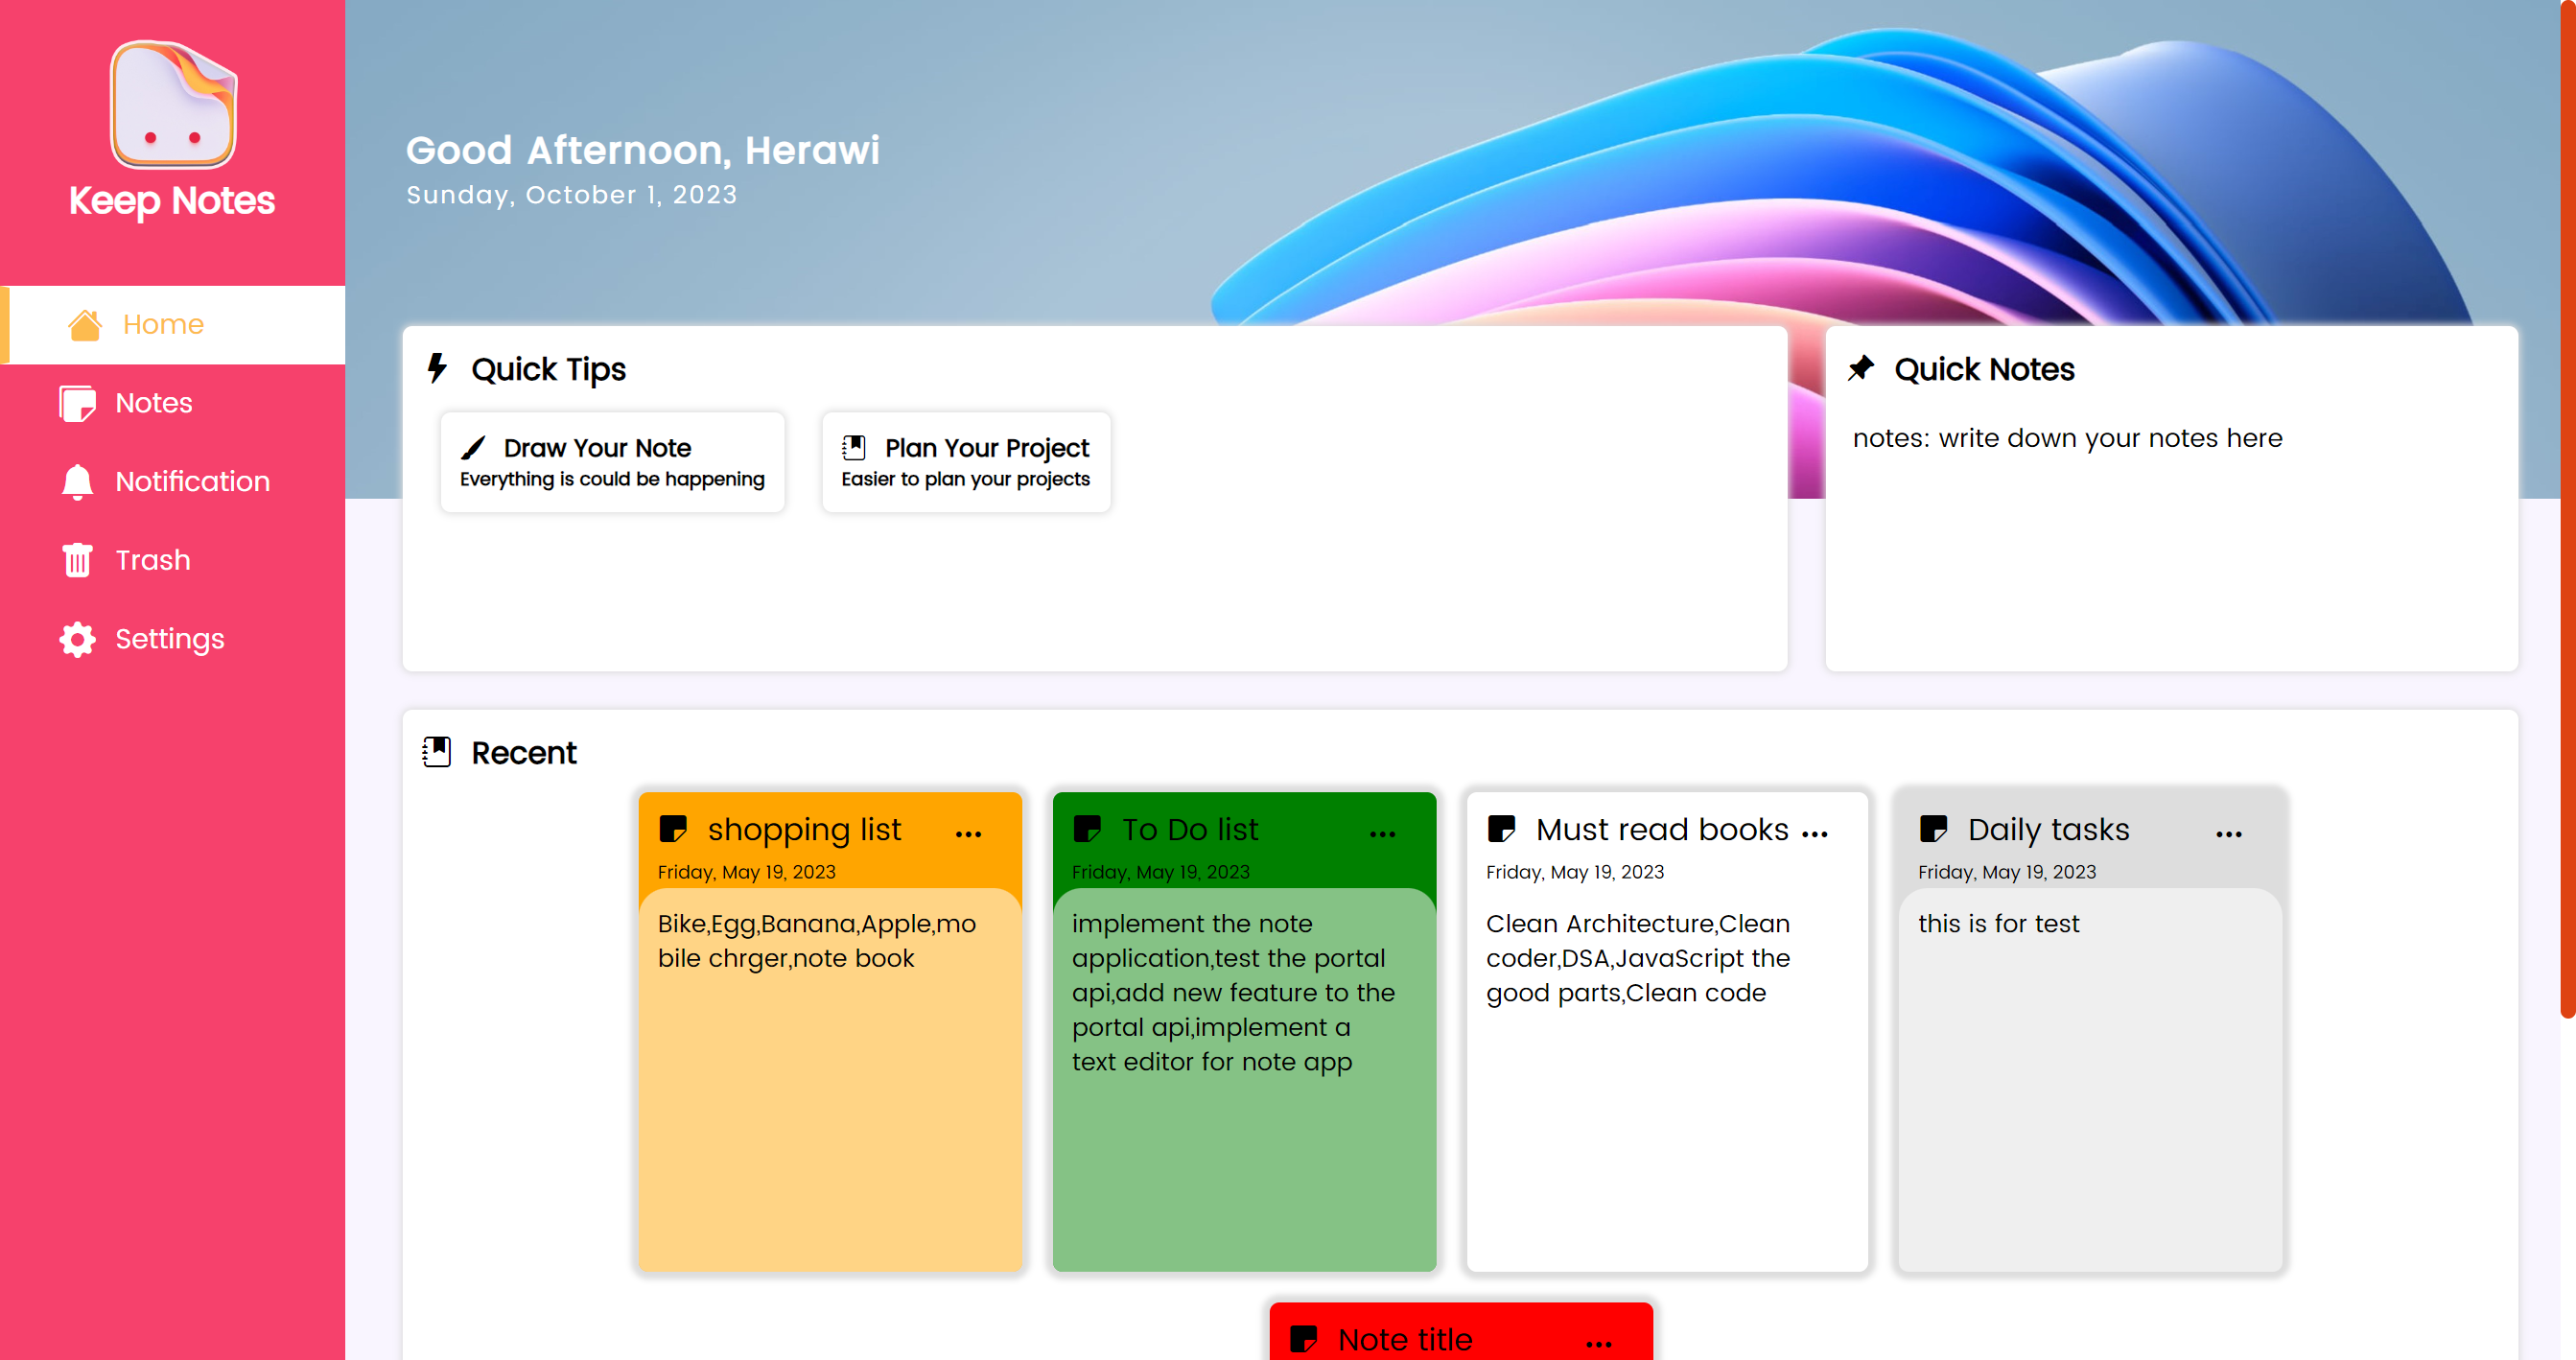 Keep Notes
Home
Notes
Notification
Trash
Settings
Good Afternoon, Herawi
Sunday, October 1, 2023
Quick Tips
Draw Your Note
Everything is could be happening
Plan Your Project
Easier to plan your projects
Quick Notes
notes: write down your notes here
Recent
shopping list
Friday, May 19, 2023
Bike,Egg,Banana,Apple,mo
bile chrger,note book
To Do list
Friday, May 19, 2023
implement the note
application,test the portal
api,add new feature to the
portal api,implement a
text editor for note app
Must read books
Friday, May 19, 2023
Clean Architecture,Clean
coder,DSA,JavaScript the
good parts,Clean code
Daily tasks
Friday, May 19, 2023
this is for test
Note title